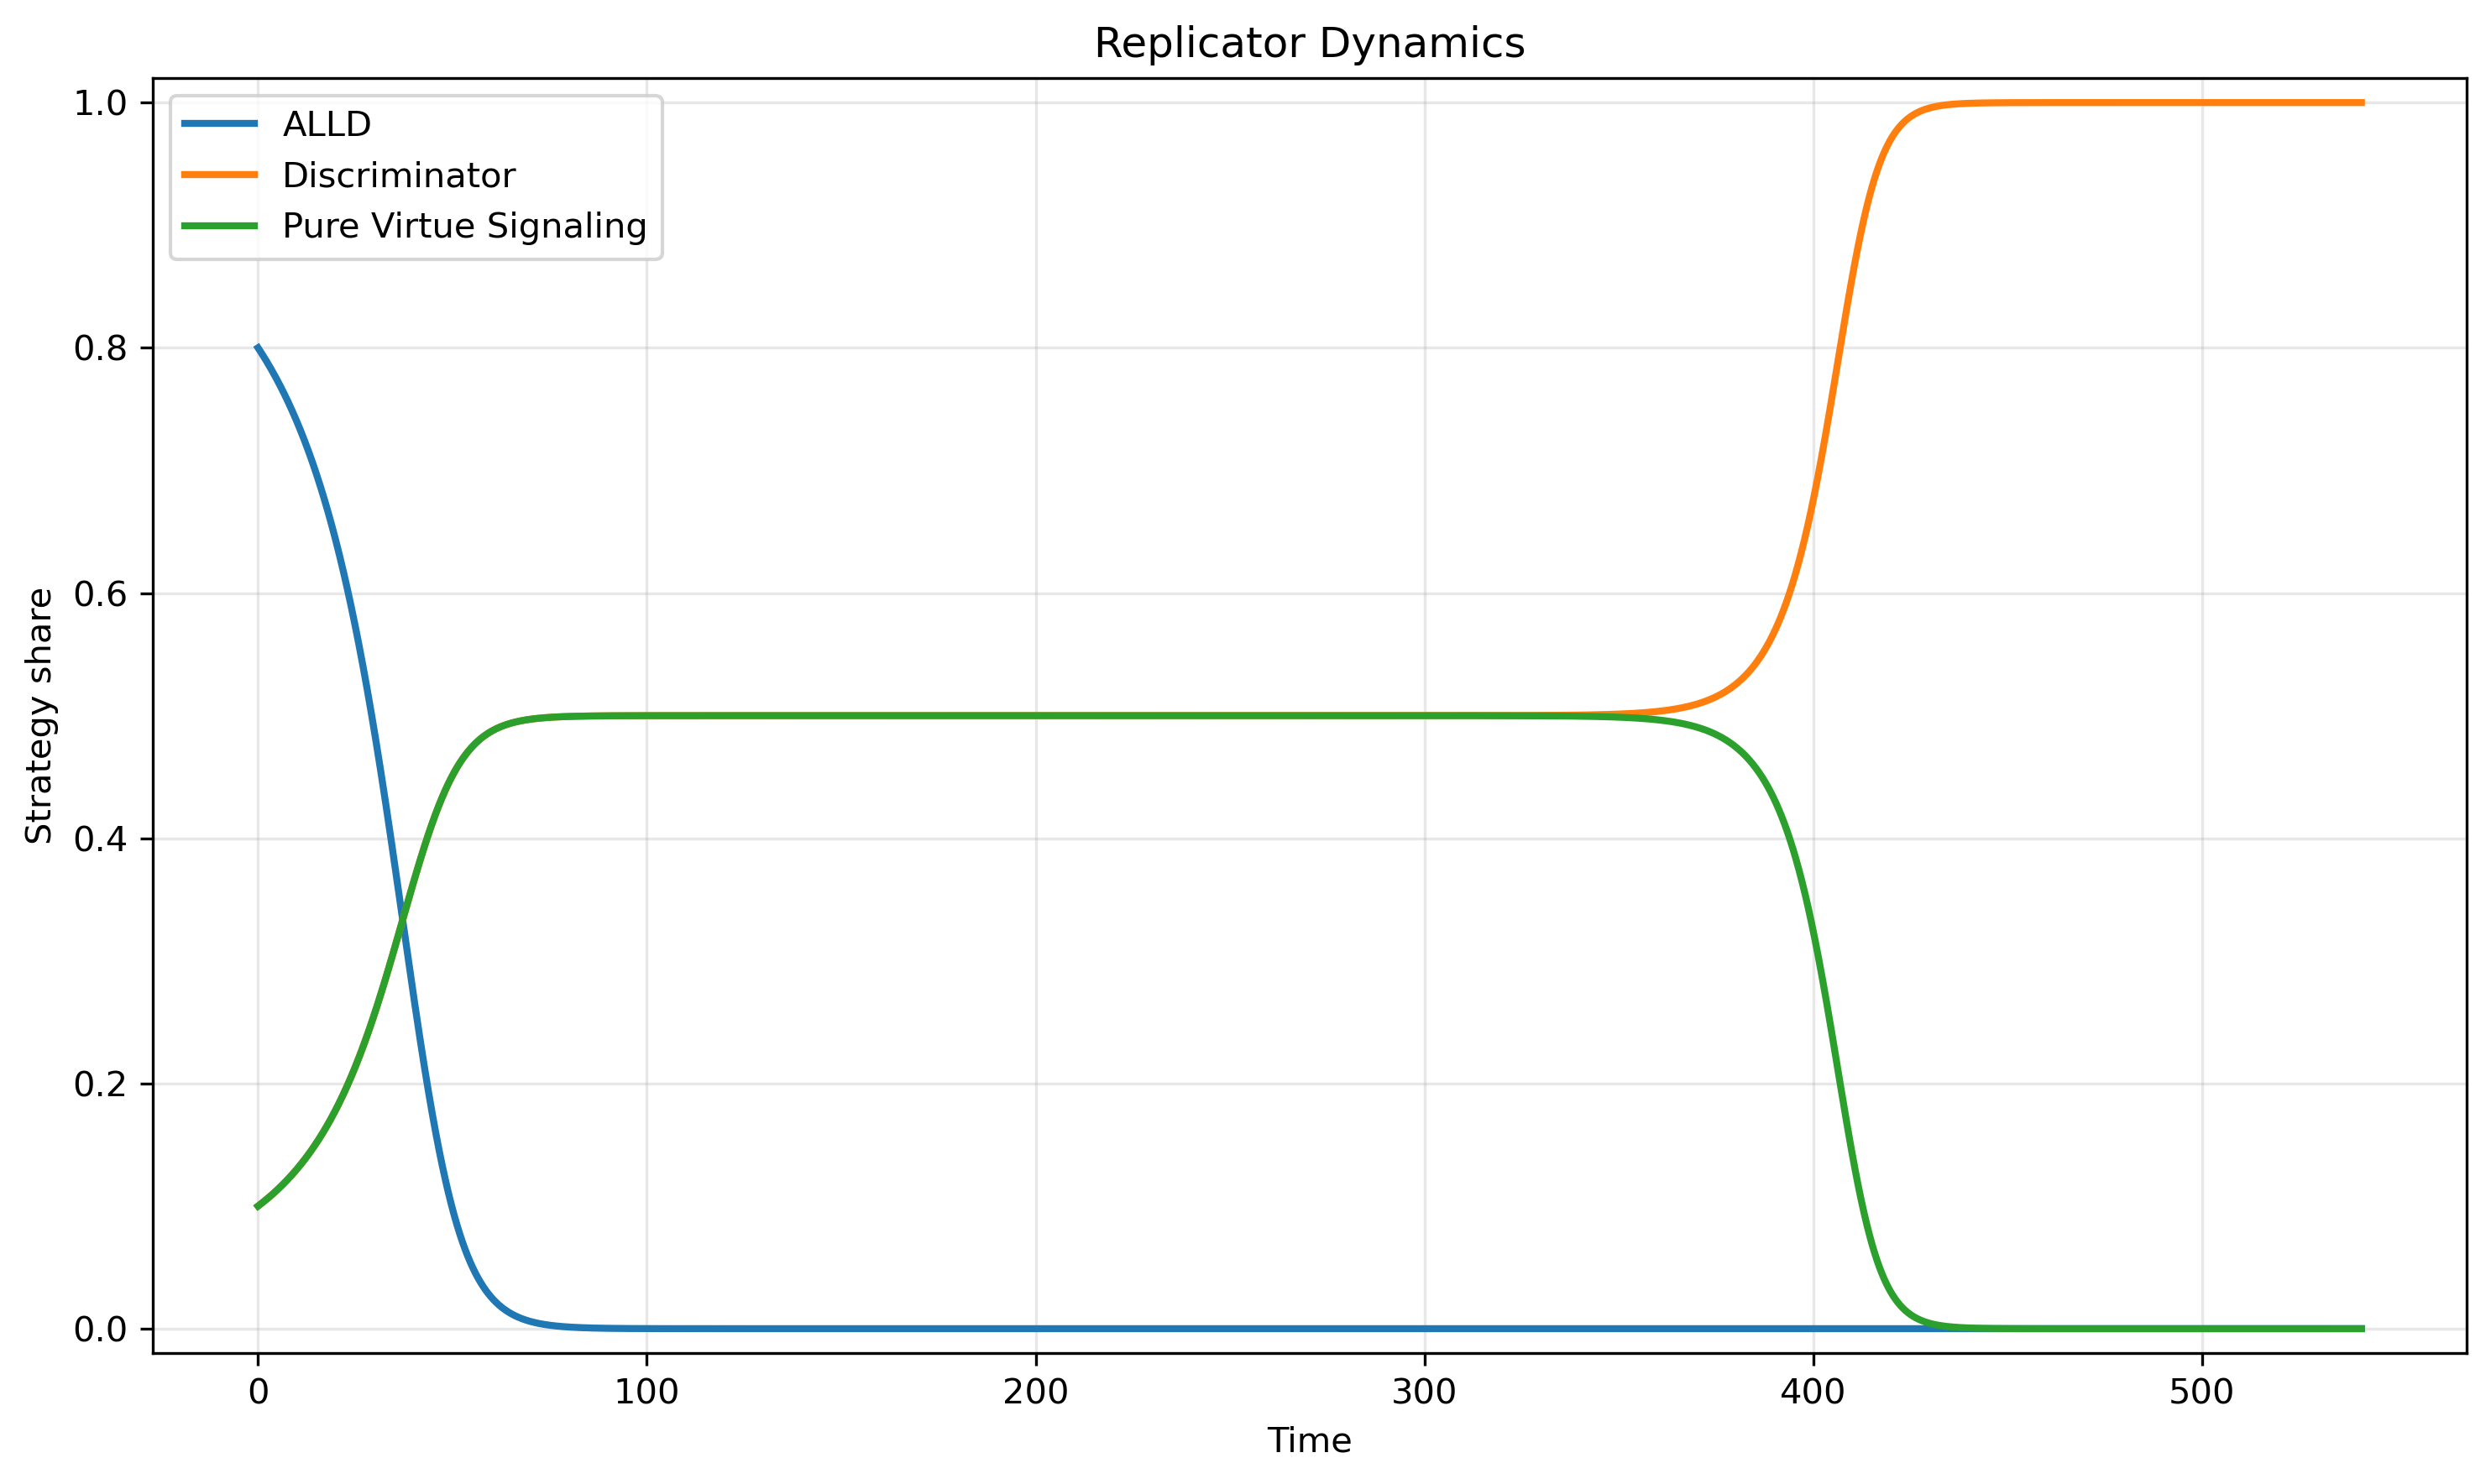 Replicator Dynamics
ALLD
Discriminator
Pure Virtue Signaling
Strategy share
1.0
0.8
0.6
0.4
0.2
0.0
0 100 200 300 400 500
Time